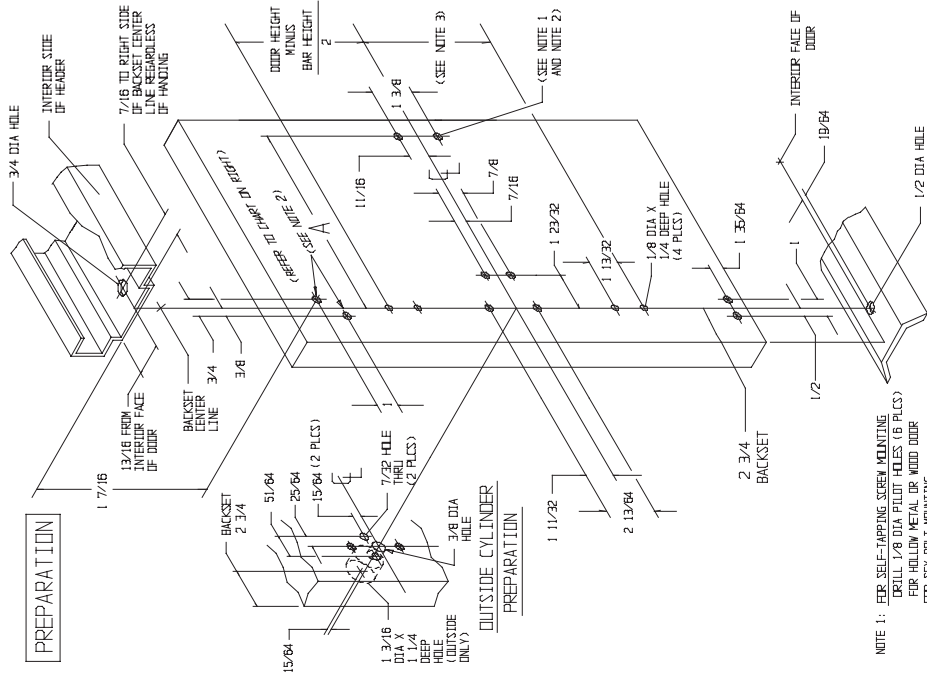 PREPARATION
3/4 DIA HOLE
INTERIOR SIDE
OF HEADER
7/16 TO RIGHT SIDE
OF BACKSET CENTER
LINE REGARDLESS
OF HANDING
1 7/16
13/16 FROM
INTERIOR FACE
OF DOOR
BACKSET
CENTER
LINE
3/4
3/8
(REFER TO CHART ON RIGHT)
(SEE NOTE 2)
A
1
DOOR HEIGHT
MINUS
BAR HEIGHT
2
1 3/8
(SEE NOTE 3)
(SEE NOTE 1
AND NOTE 2)
11/16
7/8
7/16
1 23/32
1 13/32
1/8 DIA X
1/4 DEEP HOLE
(4 PLCS)
1 35/64
INTERIOR FACE OF
DOOR
19/64
1
1/2
1/2 DIA HOLE
2 3/4
BACKSET
1 11/32
2 13/64
BACKSET
2 3/4
51/64
25/64
15/64 (2 PLCS)
7/32 HOLE
THRU
(2 PLCS)
3/8 DIA
HOLE
15/64
1 3/16
DIA X
1 1/4
DEEP
HOLE
(OUTSIDE
ONLY)
OUTSIDE CYLINDER
PREPARATION
NOTE 1: FOR SELF-TAPPING SCREW MOUNTING
DRILL 1/8 DIA PILOT HOLES (6 PLCS)
FOR HOLLOW METAL OR WOOD DOOR